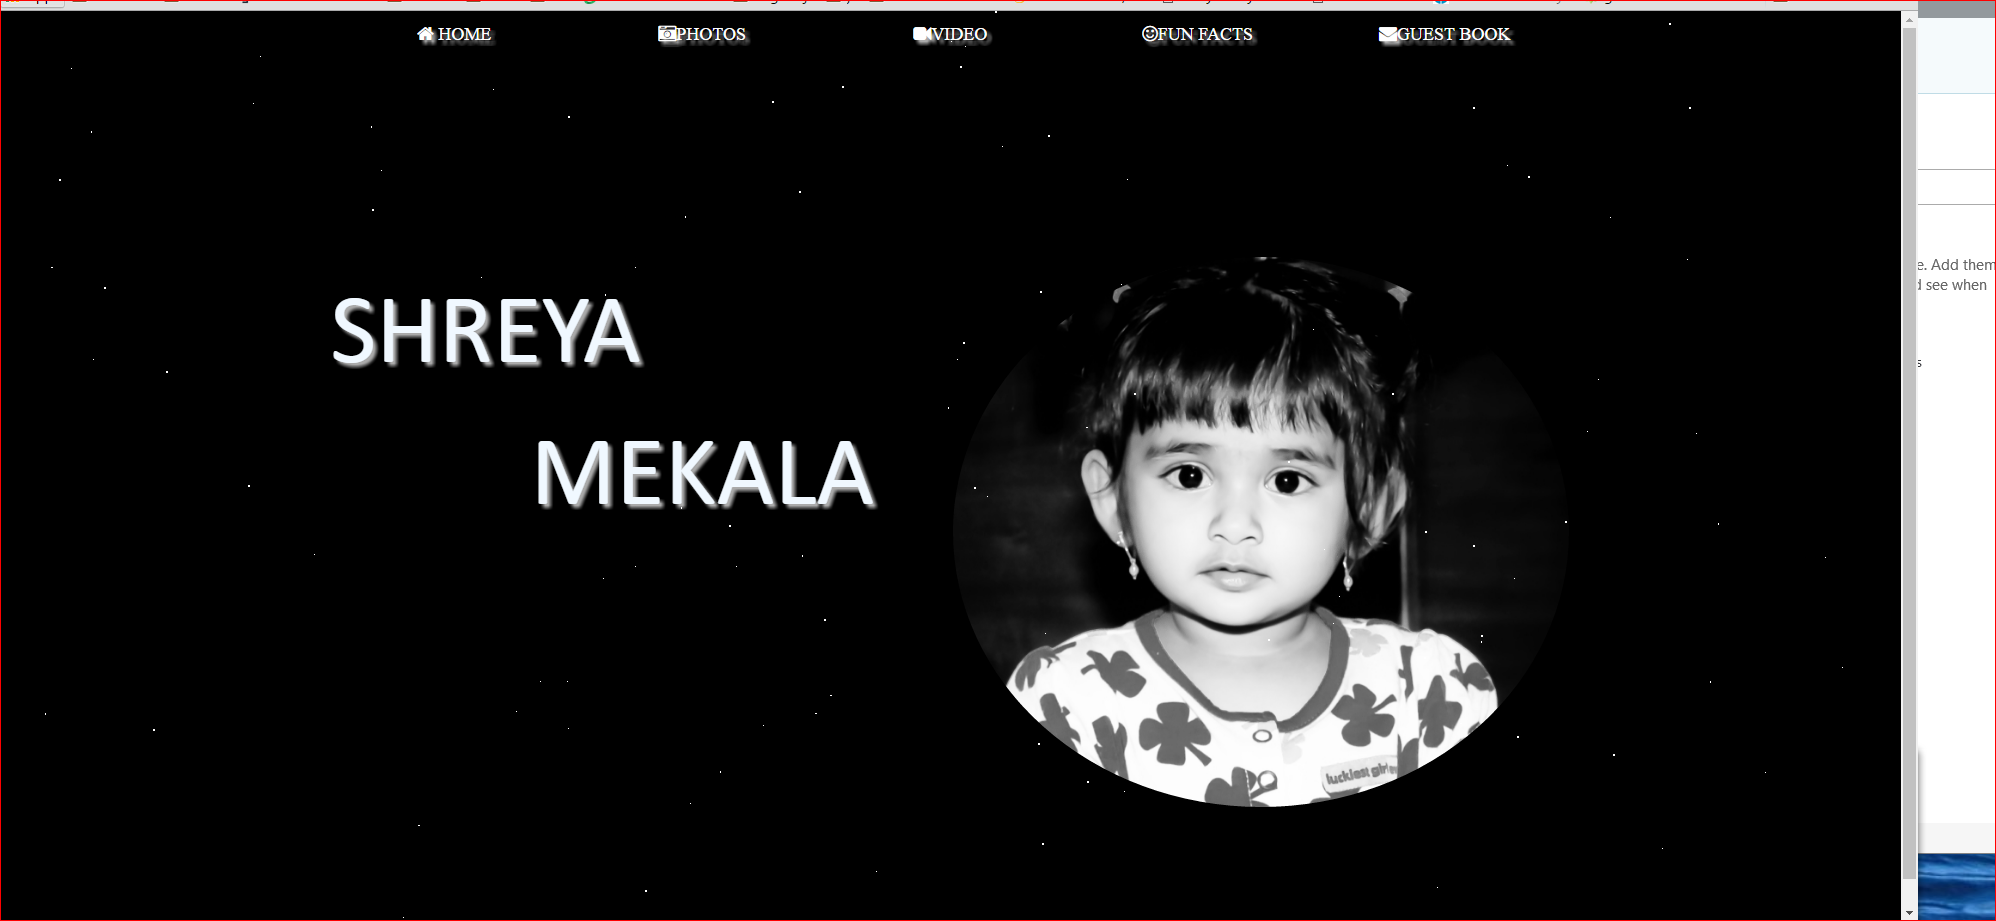 HOME PHOTOS VIDEO FUN FACTS GUEST BOOK
e. Add them
d see when
SHREYA
s
MEKALA
luckiest girl